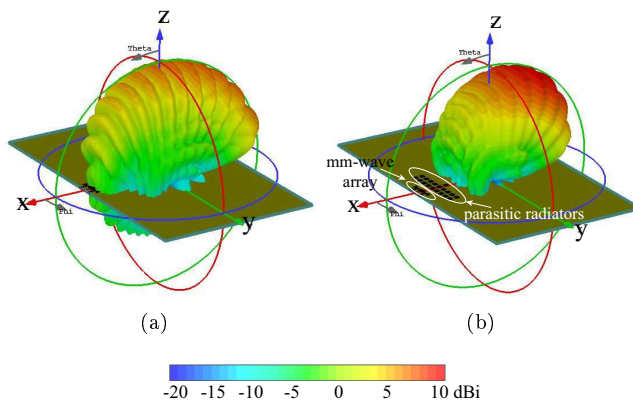 z
Theta
x
Phi
y
(a)
z
Theta
mm-wave
array
x
Phi
parasitic radiators
y
(b)
-20 -15 -10 -5 0 5 10 dBi